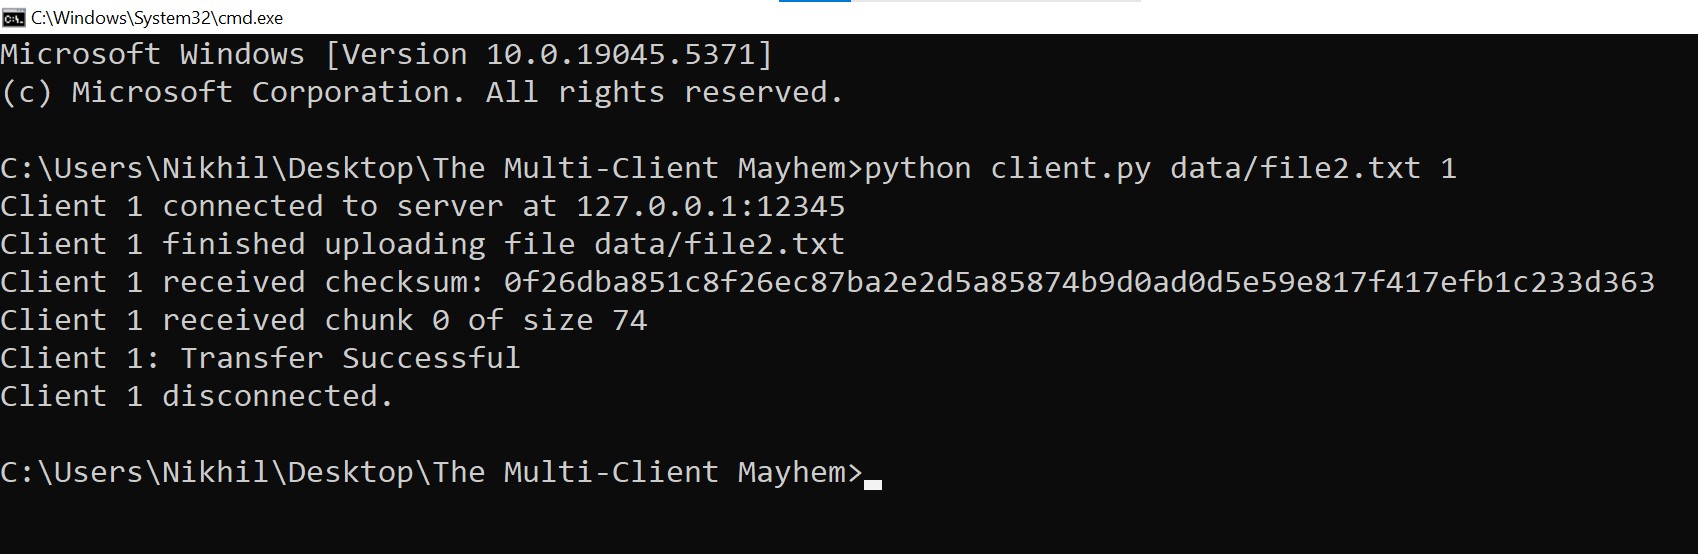 C:\Windows\System32\cmd.exe
Microsoft Windows [Version 10.0.19045.5371]
(c) Microsoft Corporation. All rights reserved.
C:\Users\Nikhil\Desktop\The Multi-Client Mayhem>python client.py data/file2.txt 1
Client 1 connected to server at 127.0.0.1:12345
Client 1 finished uploading file data/file2.txt
Client 1 received checksum: 0f26dba851c8f26ec87ba2e2d5a85874b9d0ad0d5e59e817f417efb1c233d363
Client 1 received chunk 0 of size 74
Client 1: Transfer Successful
Client 1 disconnected.
C:\Users\Nikhil\Desktop\The Multi-Client Mayhem>